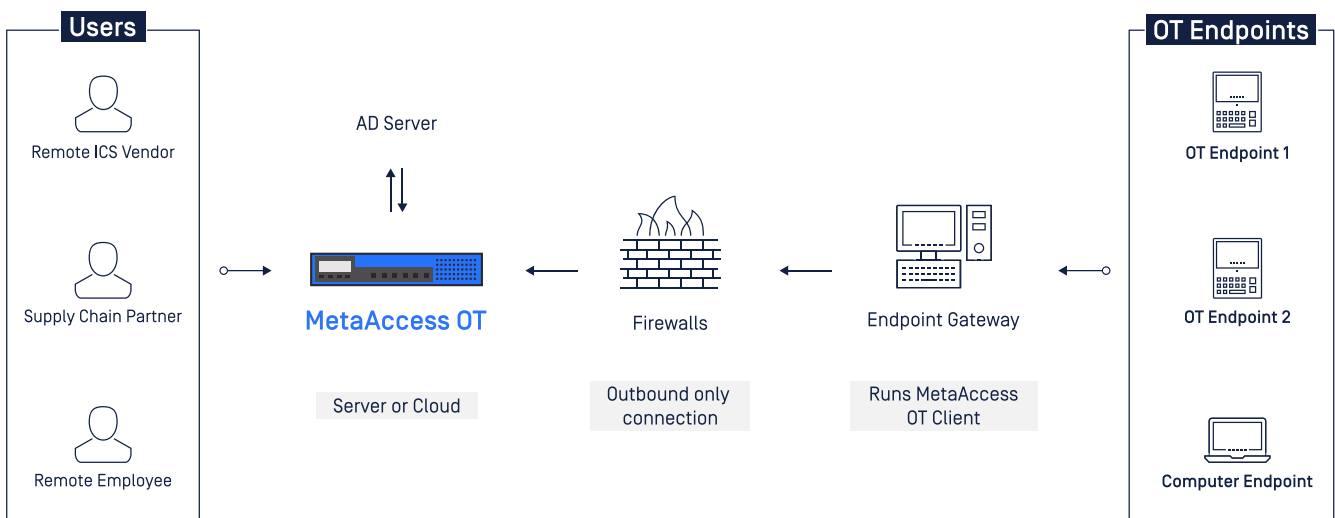 Users
Remote ICS Vendor
Supply Chain Partner
Remote Employee
AD Server
MetaAccess OT
Server or Cloud
Firewalls
Outbound only
connection
Endpoint Gateway
Runs MetaAccess
OT Client
OT Endpoints
OT Endpoint 1
OT Endpoint 2
Computer Endpoint